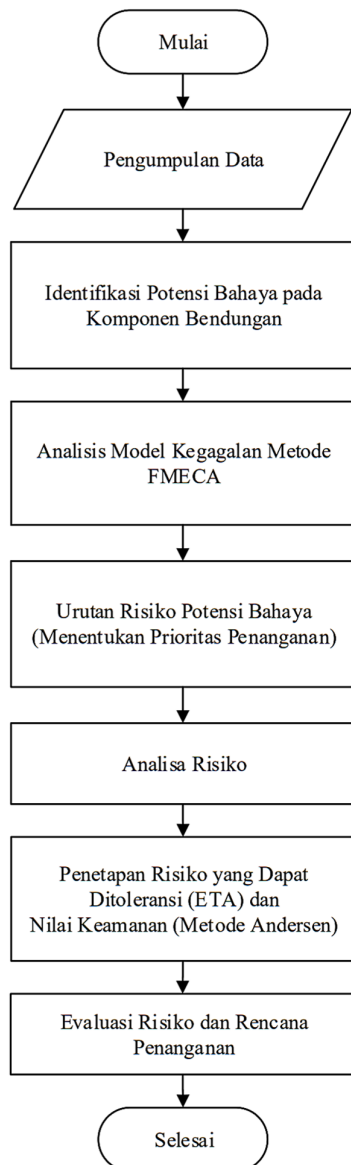 Mulai
Pengumpulan Data
Identifikasi Potensi Bahaya pada
Komponen Bendungan
Analisis Model Kegagalan Metode
FMECA
Urutan Risiko Potensi Bahaya
(Menentukan Prioritas Penanganan)
Analisa Risiko
Penetapan Risiko yang Dapat
Ditoleransi (ETA) dan
Nilai Keamanan (Metode Andersen)
Evaluasi Risiko dan Rencana
Penanganan
Selesai